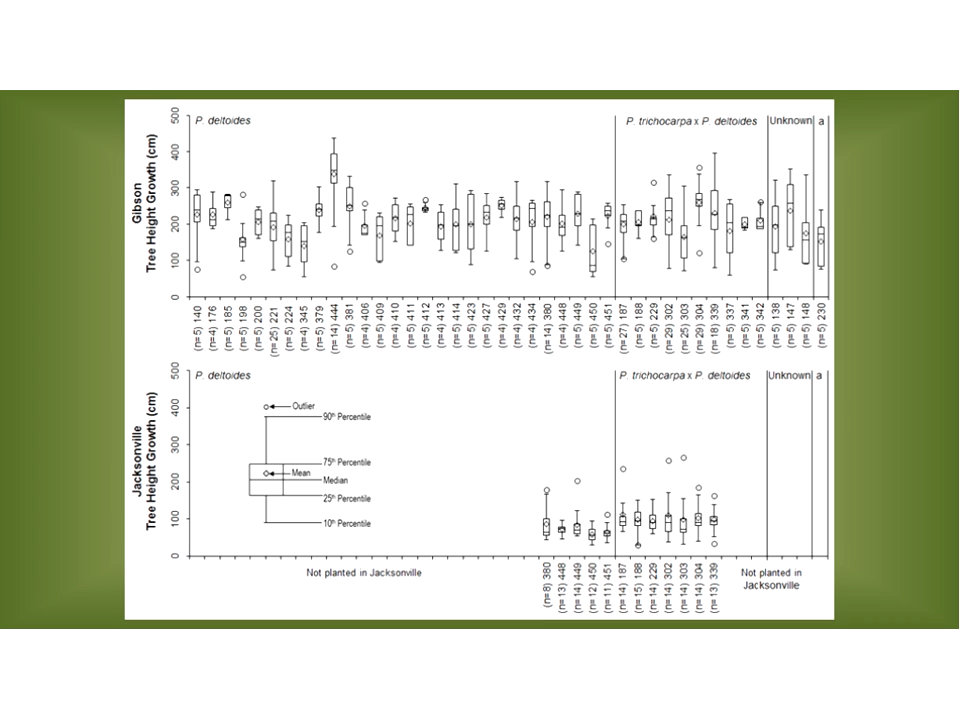 Gibson
Tree Height Growth (cm)
500
400
300
200
100
0
P. deltoides
P. trichocarpa x P. deltoides
Unknown
a
(n=5) 140
(n=4) 176
(n=5) 185
(n=5) 198
(n=5) 200
(n=25) 221
(n=5) 224
(n=4) 345
(n=5) 379
(n=14) 444
(n=5) 381
(n=4) 406
(n=5) 409
(n=4) 410
(n=5) 411
(n=5) 412
(n=4) 413
(n=5) 414
(n=5) 423
(n=5) 427
(n=4) 429
(n=4) 432
(n=4) 434
(n=14) 380
(n=4) 448
(n=5) 449
(n=5) 450
(n=5) 451
(n=27) 187
(n=5) 188
(n=5) 229
(n=29) 302
(n=25) 303
(n=29) 304
(n=18) 339
(n=5) 337
(n=5) 341
(n=5) 342
(n=5) 138
(n=5) 147
(n=5) 148
(n=5) 230
Jacksonville
Tree Height Growth (cm)
500
400
300
200
100
0
P. deltoides
P. trichocarpa x P. deltoides
Unknown
a
Outlier
90th Percentile
75th Percentile
Mean
Median
25th Percentile
10th Percentile
Not planted in Jacksonville
(n=8) 380
(n=13) 448
(n=14) 449
(n=12) 450
(n=11) 451
(n=14) 187
(n=15) 188
(n=14) 229
(n=14) 302
(n=14) 303
(n=14) 304
(n=13) 339
Not planted in
Jacksonville